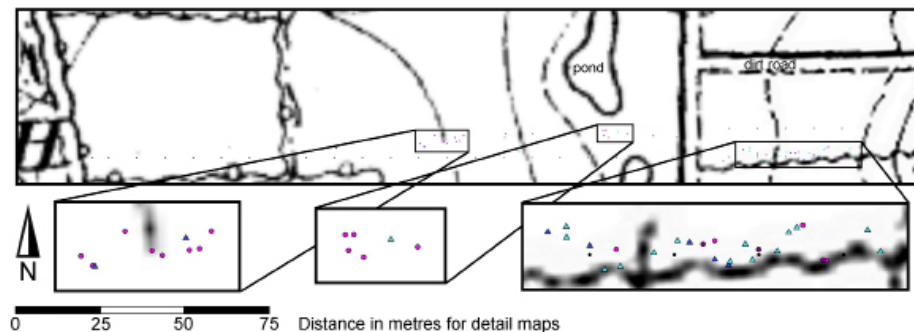 pond
dirt road
N
0 25 50 75 Distance in metres for detail maps